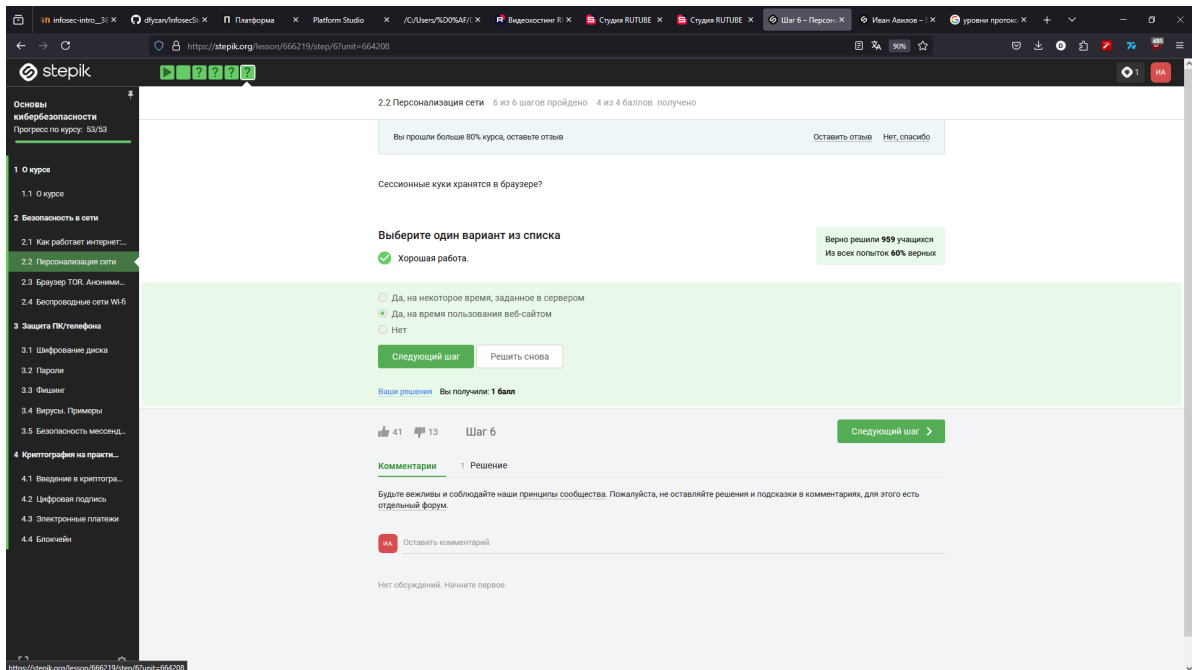 infosec-intro__3
dfyzan/InfosecSt
Платформа
Platform Studio
/C:/Users/%D0%AF/I
Видеохостинг R
Студия RUTUBE
Студия RUTUBE
Шаг 6 – Персон
Иван Авилов – S
уровни проток
https://stepik.org/lesson/666219/step/6?unit=664208
90%
485
stepik
1
ИА
Основы
кибербезопасности
Прогресс по курсу: 53/53
1 О курсе
1.1 О курсе
2 Безопасность в сети
2.1 Как работает интернет:...
2.2 Персонализация сети
2.3 Браузер TOR. Аноними...
2.4 Беспроводные сети Wi-fi
3 Защита ПК/телефона
3.1 Шифрование диска
3.2 Пароли
3.3 Фишинг
3.4 Вирусы. Примеры
3.5 Безопасность мессенд...
4 Криптография на практи...
4.1 Введение в криптогра...
4.2 Цифровая подпись
4.3 Электронные платежи
4.4 Блокчейн
2.2 Персонализация сети 6 из 6 шагов пройдено 4 из 4 баллов получено
Вы прошли больше 80% курса, оставьте отзыв
Оставить отзыв Нет, спасибо
Сессионные куки хранятся в браузере?
Выберите один вариант из списка
Хорошая работа.
Верно решили 959 учащихся
Из всех попыток 60% верных
Да, на некоторое время, заданное в сервером
Да, на время пользования веб-сайтом
Нет
Следующий шаг Решить снова
Ваши решения Вы получили: 1 балл
41 13 Шаг 6
Следующий шаг
Комментарии 1 Решение
Будьте вежливы и соблюдайте наши принципы сообщества. Пожалуйста, не оставляйте решения и подсказки в комментариях, для этого есть
отдельный форум.
ИА Оставить комментарий
Нет обсуждений. Начните первое.
https://stepik.org/lesson/666219/step/6?unit=664208